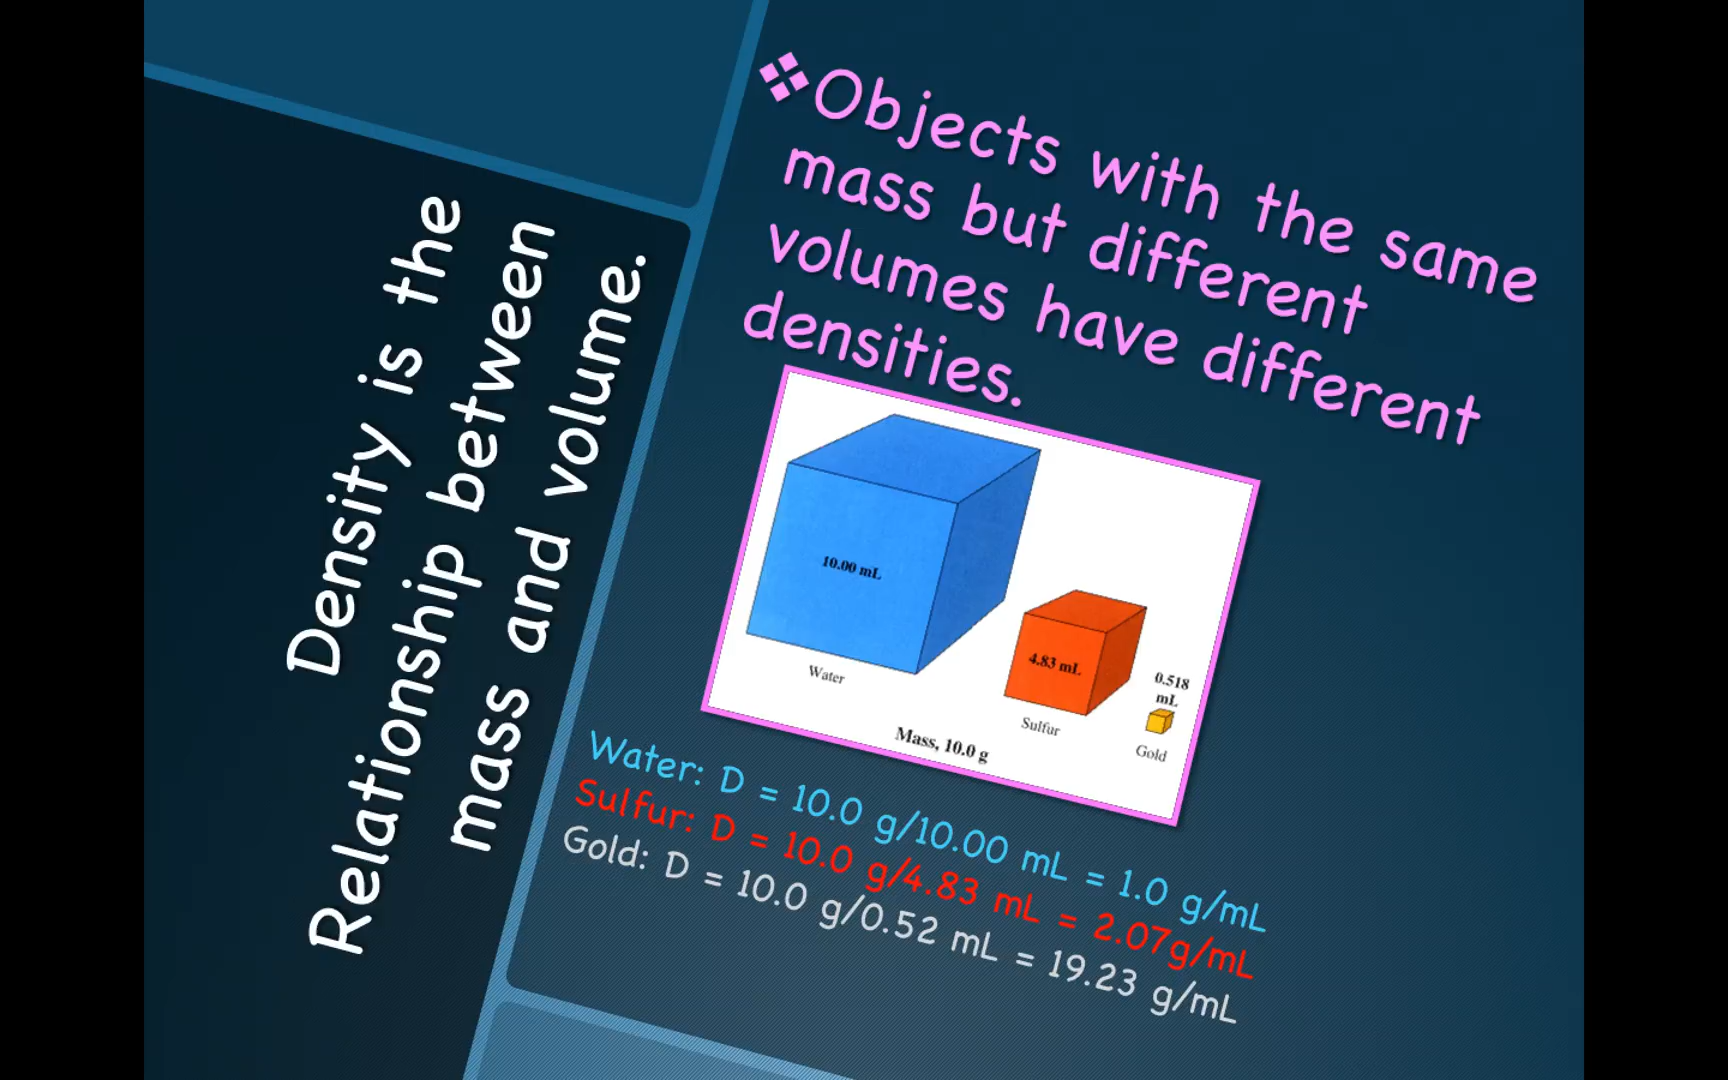 Density is the
Relationship between
mass and volume.
❖Objects with the same
mass but different
volumes have different
densities.
10.00 mL
Water
4.83 mL
Sulfur
0.518
mL
Gold
Mass, 10.0 g
Water: D = 10.0 g/10.00 mL = 1.0 g/mL
Sulfur: D = 10.0 g/4.83 mL = 2.07g/mL
Gold: D = 10.0 g/0.52 mL = 19.23 g/mL